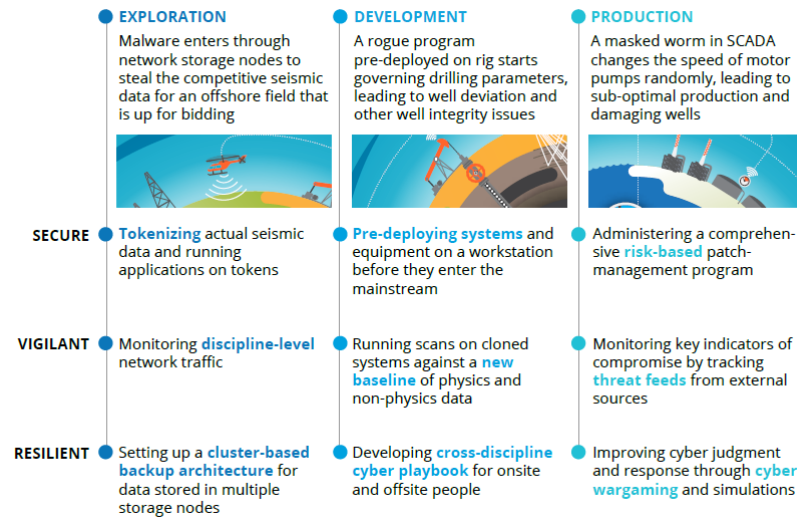 EXPLORATION
Malware enters through
network storage nodes to
steal the competitive seismic
data for an offshore field that
is up for bidding
DEVELOPMENT
A rogue program
pre-deployed on rig starts
governing drilling parameters,
leading to well deviation and
other well integrity issues
PRODUCTION
A masked worm in SCADA
changes the speed of motor
pumps randomly, leading to
sub-optimal production and
damaging wells
SECURE
Tokenizing actual seismic
data and running
applications on tokens
Pre-deploying systems and
equipment on a workstation
before they enter the
mainstream
Administering a comprehen-
sive risk-based patch-
management program
VIGILANT
Monitoring discipline-level
network traffic
Running scans on cloned
systems against a new
baseline of physics and
non-physics data
Monitoring key indicators of
compromise by tracking
threat feeds from external
sources
RESILIENT
Setting up a cluster-based
backup architecture for
data stored in multiple
storage nodes
Developing cross-discipline
cyber playbook for onsite
and offsite people
Improving cyber judgment
and response through cyber
wargaming and simulations